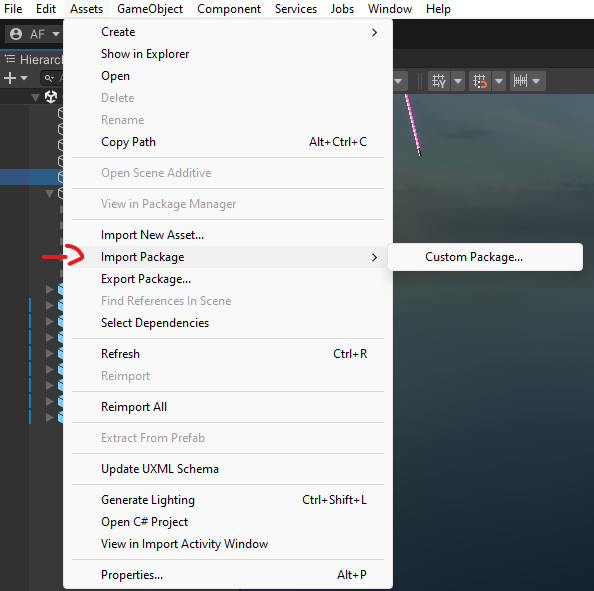 File Edit Assets GameObject Component Services Jobs Window Help
AF
Hierarch
Create
Show in Explorer
Open
Delete
Rename
Copy Path Alt+Ctrl+C
Open Scene Additive
View in Package Manager
Import New Asset...
Import Package Custom Package...
Export Package...
Find References In Scene
Select Dependencies
Refresh Ctrl+R
Reimport
Reimport All
Extract From Prefab
Update UXML Schema
Generate Lighting Ctrl+Shift+L
Open C# Project
View in Import Activity Window
Properties... Alt+P